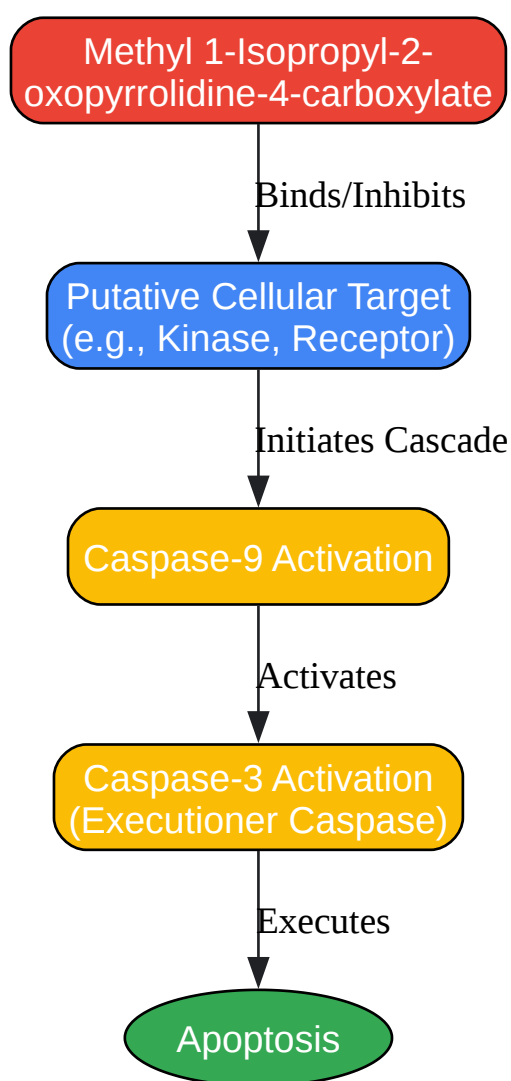 Methyl 1-Isopropyl-2-
oxopyrrolidine-4-carboxylate
Binds/Inhibits
Putative Cellular Target
(e.g., Kinase, Receptor)
Initiates Cascade
Caspase-9 Activation
Activates
Caspase-3 Activation
(Executioner Caspase)
Executes
Apoptosis